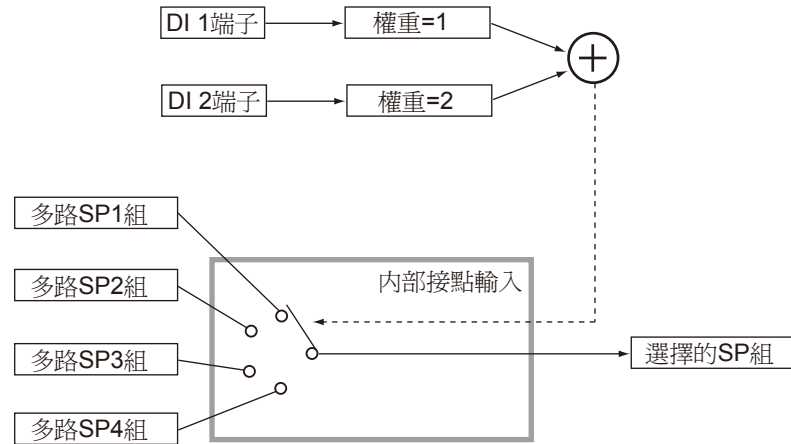 DI 1端子
權重=1
DI 2端子
權重=2
多路SP1組
多路SP2組
多路SP3組
多路SP4組
內部接點輸入
選擇的SP組